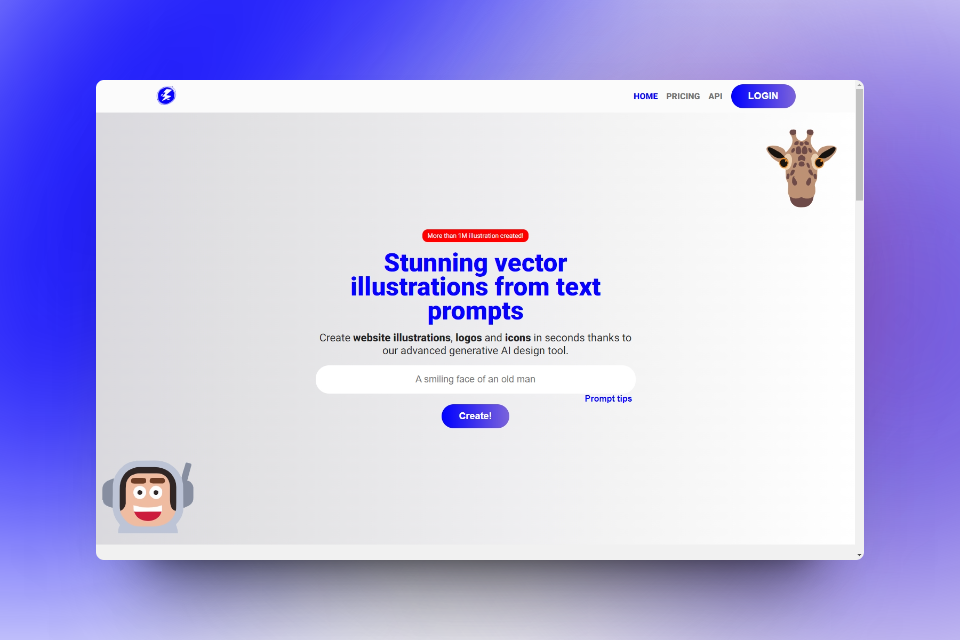 HOME PRICING API LOGIN
More than 1M illustration created!
Stunning vector
illustrations from text
prompts
Create website illustrations, logos and icons in seconds thanks to
our advanced generative AI design tool.
A smiling face of an old man
Prompt tips
Create!